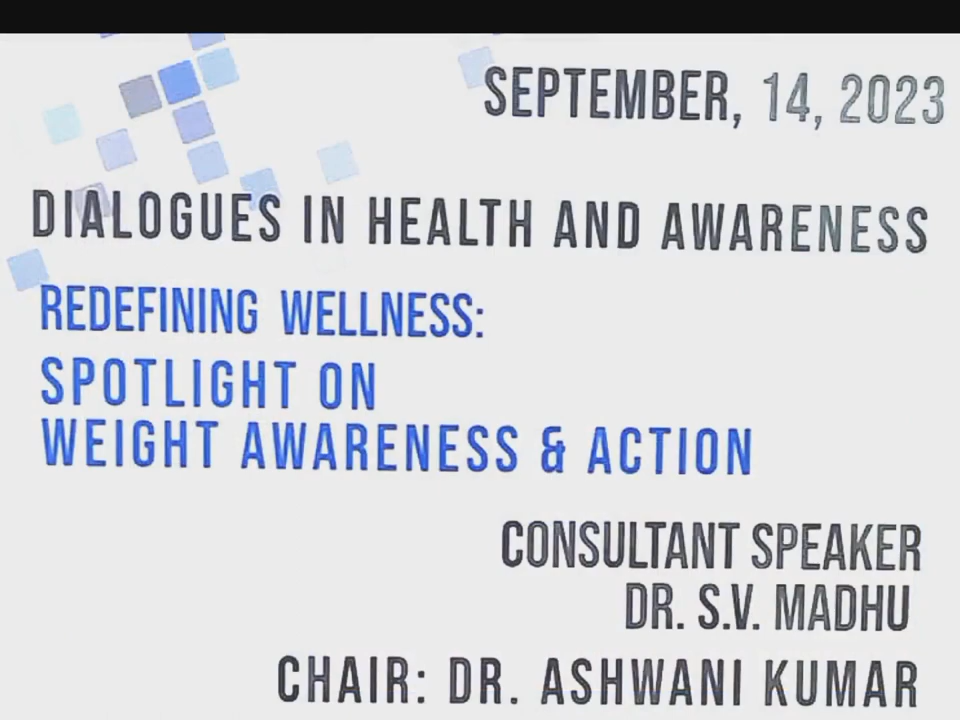 SEPTEMBER, 14, 2023
DIALOGUES IN HEALTH AND AWARENESS
REDEFINING WELLNESS:
SPOTLIGHT ON
WEIGHT AWARENESS & ACTION
CONSULTANT SPEAKER
DR. S.V. MADHU
CHAIR: DR. ASHWANI KUMAR